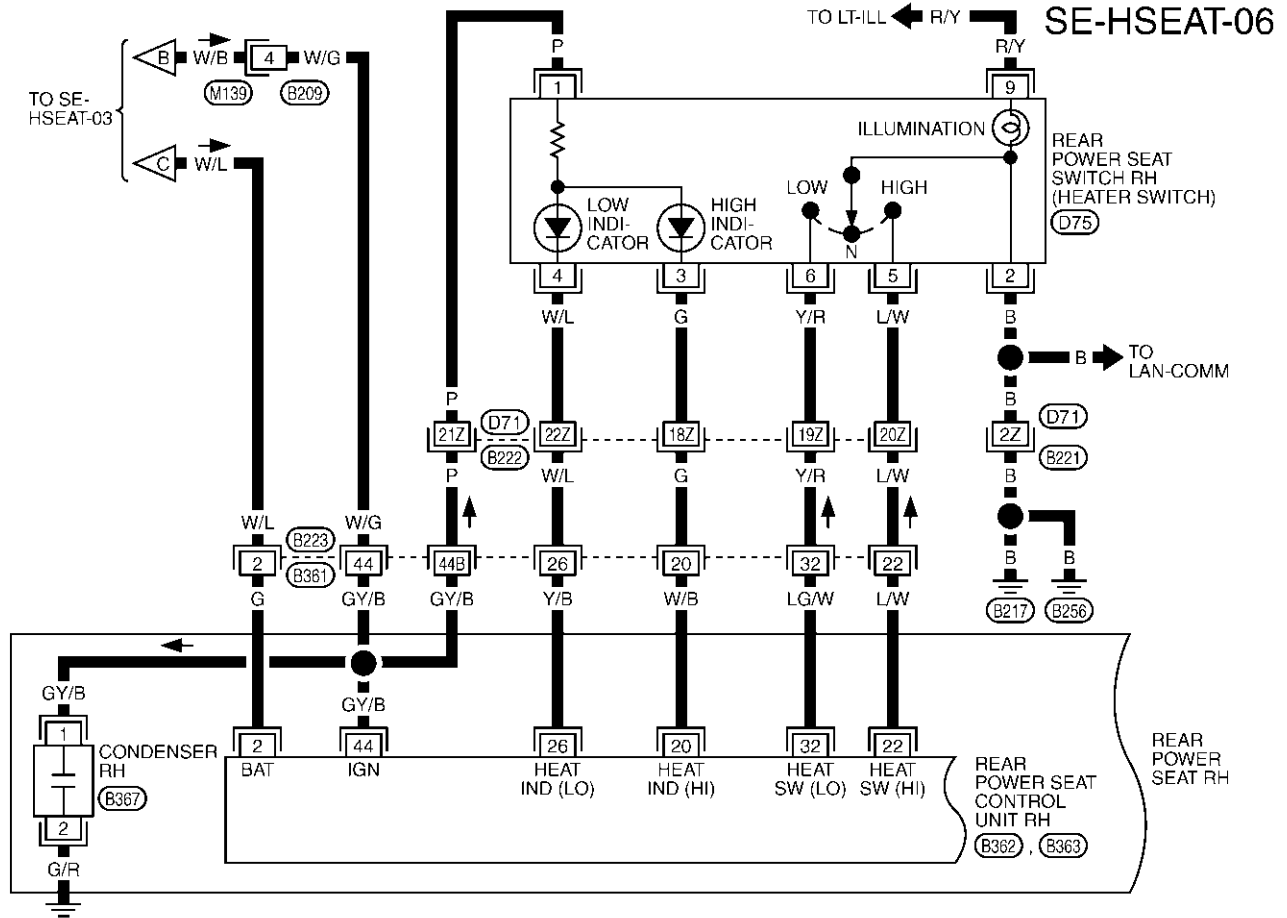 SE-HSEAT-06
TO LT-ILL
R/Y
P
R/Y
B
W/B
4
W/G
M139
B209
TO SE-
HSEAT-03
C
W/L
1
9
ILLUMINATION
REAR
POWER SEAT
SWITCH RH
(HEATER SWITCH)
D75
LOW
HIGH
LOW
INDI-
CATOR
HIGH
INDI-
CATOR
N
4
3
6
5
2
W/L
G
Y/R
L/W
B
B
TO
LAN-COMM
P
B
21Z
D71
B222
22Z
18Z
19Z
20Z
2Z
D71
B221
P
W/L
G
Y/R
L/W
B
W/L
W/G
2
B223
B361
44
44B
26
20
32
22
B
B
G
GY/B
GY/B
Y/B
W/B
LG/W
L/W
B217
B256
GY/B
GY/B
1
CONDENSER
RH
B367
2
G/R
2
44
26
20
32
22
BAT
IGN
HEAT
IND (LO)
HEAT
IND (HI)
HEAT
SW (LO)
HEAT
SW (HI)
REAR
POWER SEAT
CONTROL
UNIT RH
B362 , B363
REAR
POWER
SEAT RH